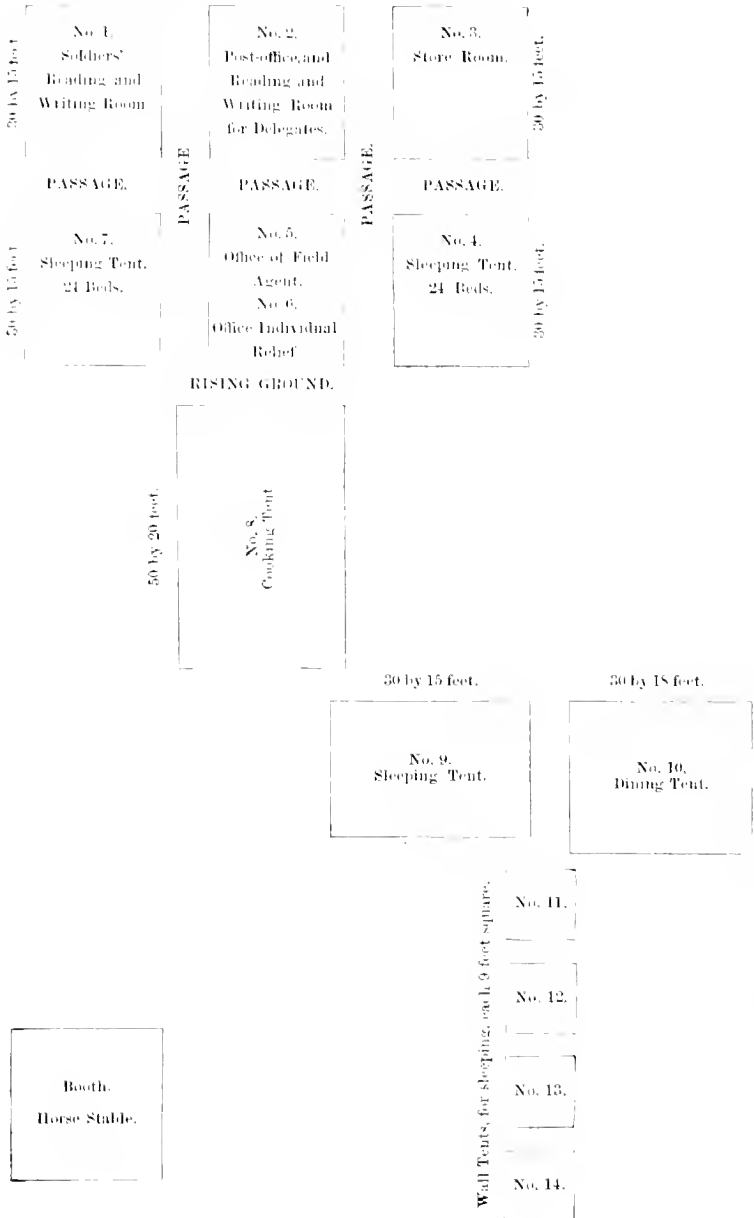 30 by 15 feet
No. 1.
Soldiers'
Reading and
Writing Room
PASSAGE
No. 2.
Post-office, and
Reading and
Writing Room
for Delegates.
PASSAGE.
No. 3.
Store Room.
30 by 15 feet.
PASSAGE.
PASSAGE.
PASSAGE.
50 by 15 feet
No. 7.
Sleeping Tent.
24 Beds.
No. 5.
Office of Field
Agent.
No. 6.
Office Individual
Relief
No. 4.
Sleeping Tent.
24 Beds.
30 by 15 feet.
RISING GROUND.
50 by 20 feet.
No. 8.
Cooking Tent
30 by 15 feet.
No. 9.
Sleeping Tent.
30 by 18 feet.
No. 10.
Dining Tent.
Wall Tents, for sleeping, each 9 feet square.
No. 11.
No. 12.
No. 13.
No. 14.
Booth.
Horse Stable.